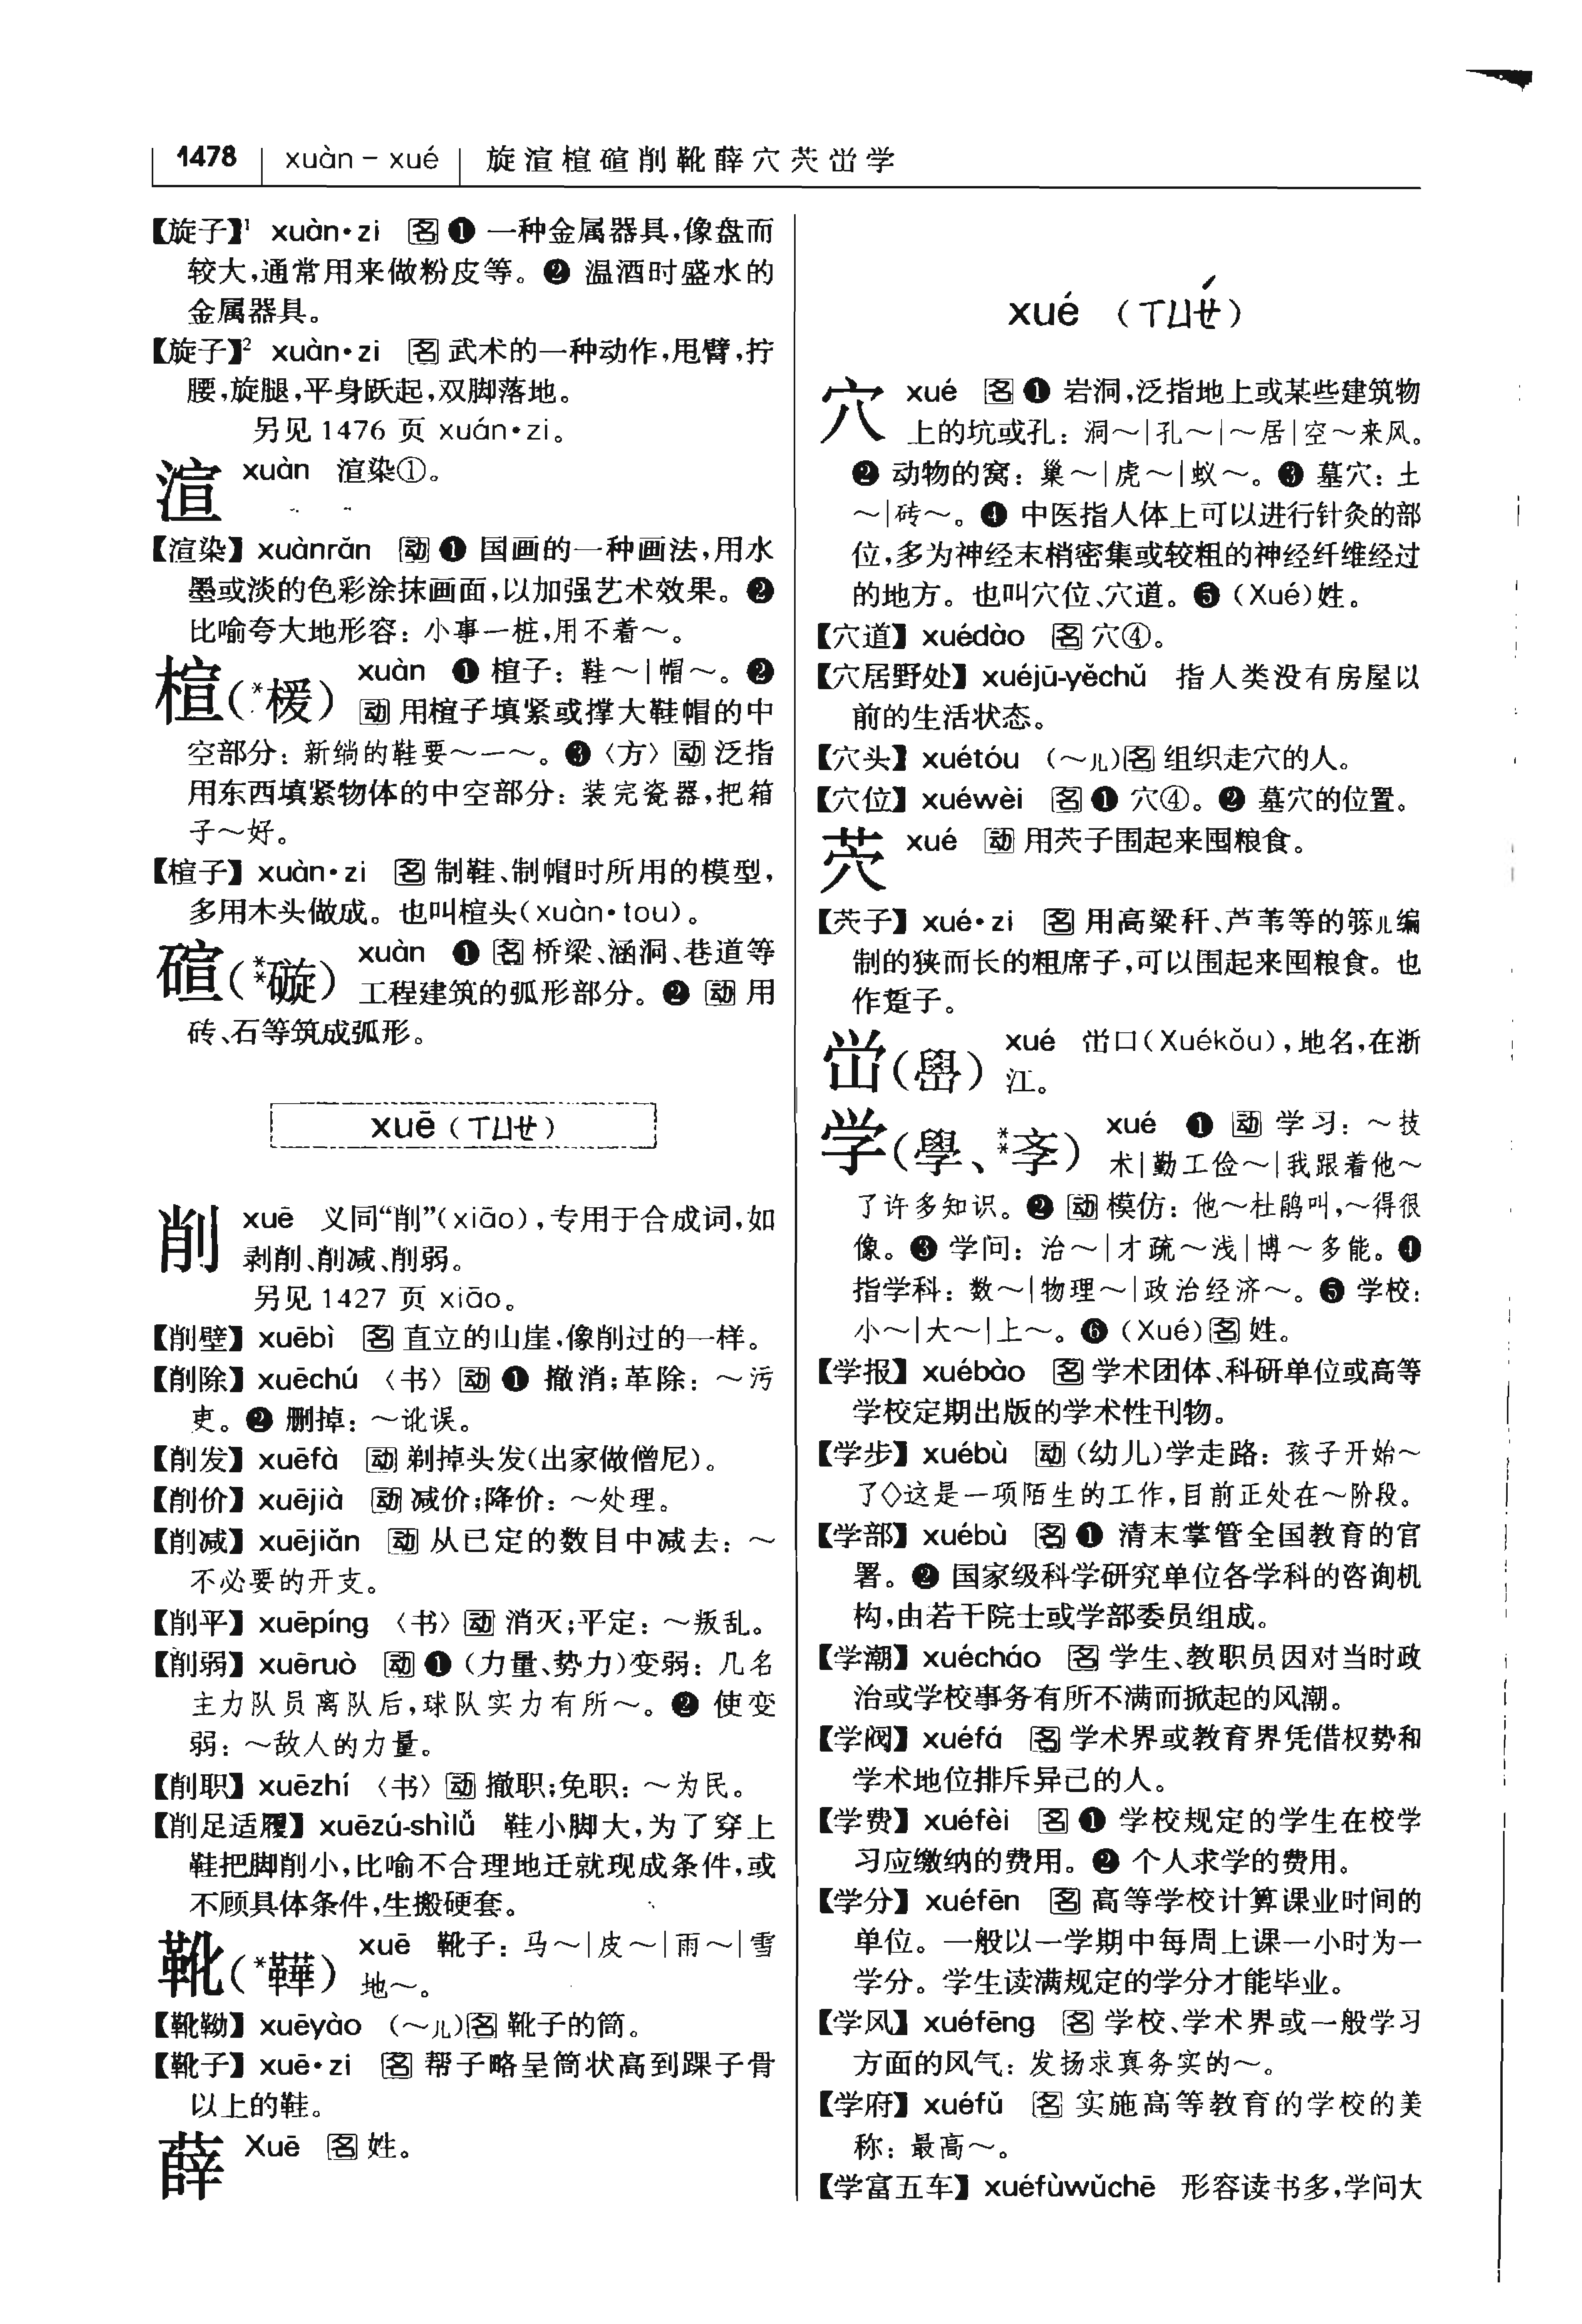 1478 xuàn – xué 旋渲楦碹削靴薛穴茓峃学
【旋子】¹ xuàn·zi 名 ❶ 一种金属器具,像盘而
较大,通常用来做粉皮等。❷ 温酒时盛水的
金属器具。
【旋子】² xuàn·zi 名 武术的一种动作,甩臂,拧
腰,旋腿,平身跃起,双脚落地。
另见 1476 页 xuán·zi。
渲 xuàn 渲染①。
【渲染】xuànrǎn 动 ❶ 国画的一种画法,用水
墨或淡的色彩涂抹画面,以加强艺术效果。❷
比喻夸大地形容:小事一桩,用不着～。
楦(*楥) xuàn ❶ 楦子:鞋～|帽～。❷
动 用楦子填紧或撑大鞋帽的中
空部分:新绱的鞋要～一～。❸〈方〉动 泛指
用东西填紧物体的中空部分:装完瓷器,把箱
子～好。
【楦子】xuàn·zi 名 制鞋、制帽时所用的模型,
多用木头做成。也叫楦头(xuàn·tou)。
碹(**䃠) xuàn ❶ 名 桥梁、涵洞、巷道等
工程建筑的弧形部分。❷ 动 用
砖、石等筑成弧形。
xuē (ㄒㄩㄝ)
削 xuē 义同“削”(xiāo),专用于合成词,如
剥削、削减、削弱。
另见 1427 页 xiāo。
【削壁】xuēbì 名 直立的山崖,像削过的一样。
【削除】xuēchú〈书〉动 ❶ 撤消;革除:～污
吏。❷ 删掉:～讹误。
【削发】xuēfà 动 剃掉头发(出家做僧尼)。
【削价】xuējià 动 减价;降价:～处理。
【削减】xuējiǎn 动 从已定的数目中减去:～
不必要的开支。
【削平】xuēpíng〈书〉动 消灭;平定:～叛乱。
【削弱】xuēruò 动 ❶ (力量、势力)变弱:几名
主力队员离队后,球队实力有所～。❷ 使变
弱:～敌人的力量。
【削职】xuēzhí〈书〉动 撤职;免职:～为民。
【削足适履】xuēzú-shìlǚ 鞋小脚大,为了穿上
鞋把脚削小,比喻不合理地迁就现成条件,或
不顾具体条件,生搬硬套。
靴(*鞾) xuē 靴子:马～|皮～|雨～|雪
地～。
【靴靿】xuēyào (～儿)名 靴子的筒。
【靴子】xuē·zi 名 帮子略呈筒状高到踝子骨
以上的鞋。
薛 Xuē 名 姓。
xué (ㄒㄩㄝˊ)
穴 xué 名 ❶ 岩洞,泛指地上或某些建筑物
上的坑或孔:洞～|孔～|～居|空～来风。
❷ 动物的窝:巢～|虎～|蚁～。❸ 墓穴:土
～|砖～。❹ 中医指人体上可以进行针灸的部
位,多为神经末梢密集或较粗的神经纤维经过
的地方。也叫穴位、穴道。❺ (Xué)姓。
【穴道】xuédào 名 穴④。
【穴居野处】xuéjū-yěchǔ 指人类没有房屋以
前的生活状态。
【穴头】xuétóu (～儿)名 组织走穴的人。
【穴位】xuéwèi 名 ❶ 穴④。❷ 墓穴的位置。
茓 xué 动 用茓子围起来囤粮食。
【茓子】xué·zi 名 用高粱秆、芦苇等的篾儿编
制的狭而长的粗席子,可以围起来囤粮食。也
作踅子。
峃(嶨) xué 峃口(Xuékǒu),地名,在浙
江。
学(學、**斈) xué ❶ 动 学习:～技
术|勤工俭～|我跟着他～
了许多知识。❷ 动 模仿:他～杜鹃叫,～得很
像。❸ 学问:治～|才疏～浅|博～多能。❹
指学科:数～|物理～|政治经济～。❺ 学校:
小～|大～|上～。❻ (Xué)名 姓。
【学报】xuébào 名 学术团体、科研单位或高等
学校定期出版的学术性刊物。
【学步】xuébù 动 (幼儿)学走路:孩子开始～
了◇这是一项陌生的工作,目前正处在～阶段。
【学部】xuébù 名 ❶ 清末掌管全国教育的官
署。❷ 国家级科学研究单位各学科的咨询机
构,由若干院士或学部委员组成。
【学潮】xuécháo 名 学生、教职员因对当时政
治或学校事务有所不满而掀起的风潮。
【学阀】xuéfá 名 学术界或教育界凭借权势和
学术地位排斥异己的人。
【学费】xuéfèi 名 ❶ 学校规定的学生在校学
习应缴纳的费用。❷ 个人求学的费用。
【学分】xuéfēn 名 高等学校计算课业时间的
单位。一般以一学期中每周上课一小时为一
学分。学生读满规定的学分才能毕业。
【学风】xuéfēng 名 学校、学术界或一般学习
方面的风气:发扬求真务实的～。
【学府】xuéfǔ 名 实施高等教育的学校的美
称:最高～。
【学富五车】xuéfùwǔchē 形容读书多,学问大